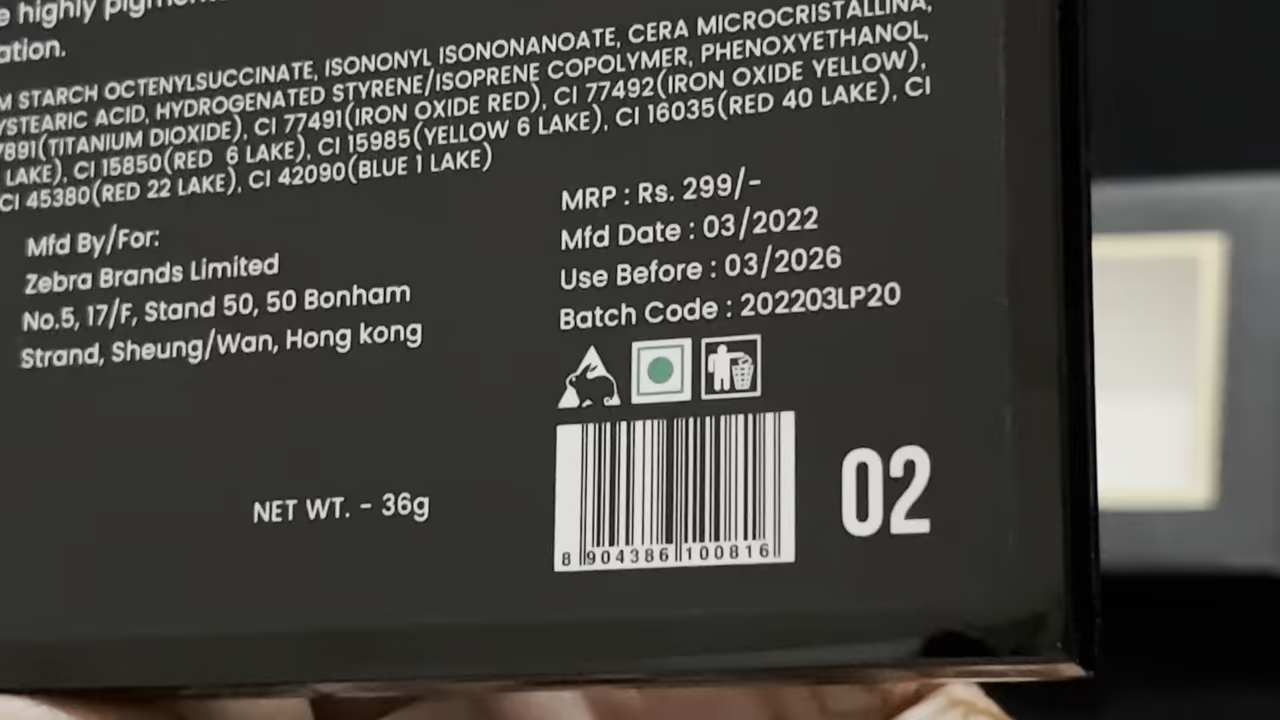 e highly pigm
ation.
M STARCH OCTENYLSUCCINATE, ISONONYL ISONONANOATE, CERA MICROCRISTALLINA,
YSTEARIC ACID, HYDROGENATED STYRENE/ISOPRENE COPOLYMER, PHENOXYETHANOL,
7891(TITANIUM DIOXIDE), CI 77491(IRON OXIDE RED), CI 77492(IRON OXIDE YELLOW),
LAKE), CI 15850(RED 6 LAKE), CI 15985(YELLOW 6 LAKE), CI 16035(RED 40 LAKE), CI
CI 45380(RED 22 LAKE), CI 42090(BLUE 1 LAKE)
Mfd By/For:
Zebra Brands Limited
No.5, 17/F, Stand 50, 50 Bonham
Strand, Sheung/Wan, Hong kong
NET WT. - 36g
MRP : Rs. 299/-
Mfd Date : 03/2022
Use Before : 03/2026
Batch Code : 202203LP20
8 904386 100816
02